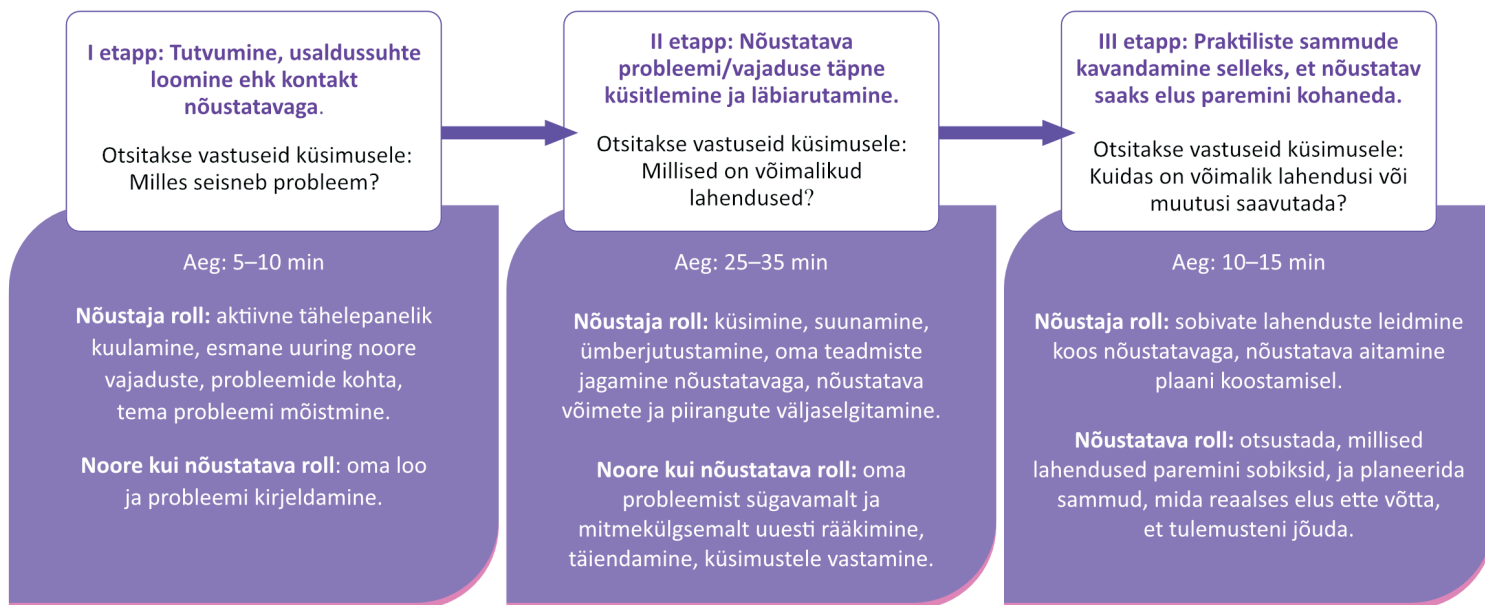 I etapp: Tutvumine, usaldussuhte
loomine ehk kontakt
nõustatavaga.
Otsitakse vastuseid küsimusele:
Milles seisneb probleem?
Aeg: 5–10 min
Nõustaja roll: aktiivne tähelepanelik
kuulamine, esmane uuring noore
vajaduste, probleemide kohta,
tema probleemi mõistmine.
Noore kui nõustatava roll: oma loo
ja probleemi kirjeldamine.
II etapp: Nõustatava
probleemi/vajaduse täpne
küsitlemine ja läbiarutamine.
Otsitakse vastuseid küsimusele:
Millised on võimalikud
lahendused?
Aeg: 25–35 min
Nõustaja roll: küsimine, suunamine,
ümberjutustamine, oma teadmiste
jagamine nõustatavaga, nõustatava
võimete ja piirangute väljaselgitamine.
Noore kui nõustatava roll: oma
probleemist sügavamalt ja
mitmekülgsemalt uuesti rääkimine,
täiendamine, küsimustele vastamine.
III etapp: Praktiliste sammude
kavandamine selleks, et nõustatav
saaks elus paremini kohaneda.
Otsitakse vastuseid küsimusele:
Kuidas on võimalik lahendusi või
muutusi saavutada?
Aeg: 10–15 min
Nõustaja roll: sobivate lahenduste leidmine
koos nõustatavaga, nõustatava aitamine
plaani koostamisel.
Nõustatava roll: otsustada, millised
lahendused paremini sobiksid, ja planeerida
sammud, mida reaalses elus ette võtta,
et tulemusteni jõuda.